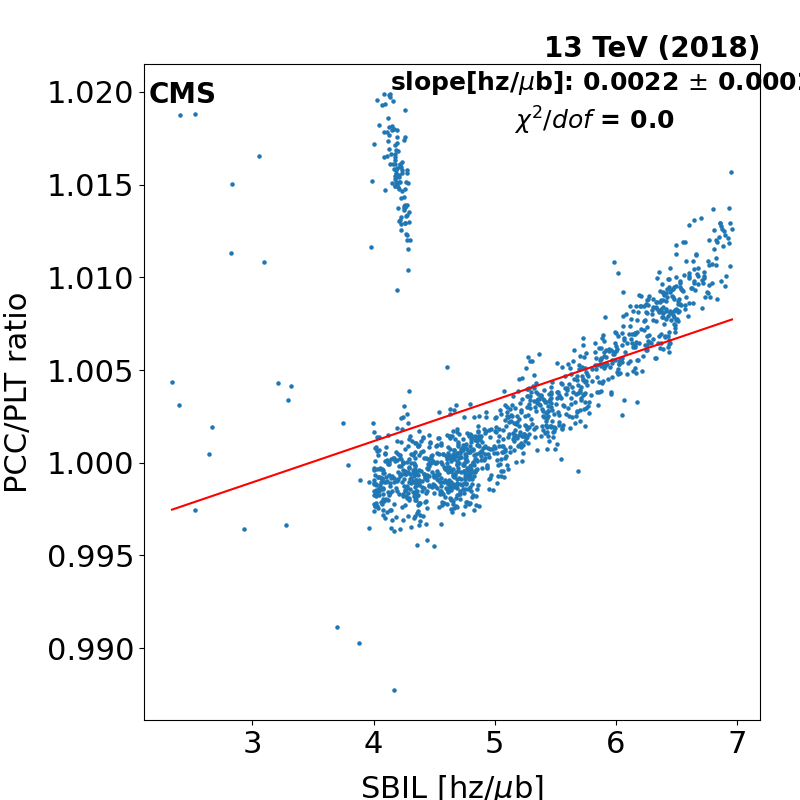 13 TeV (2018)
CMS
slope[hz/μb]: 0.0022 ± 0.000
χ²/dof = 0.0
1.020
1.015
1.010
1.005
1.000
0.995
0.990
PCC/PLT ratio
3 4 5 6 7
SBIL [hz/μb]